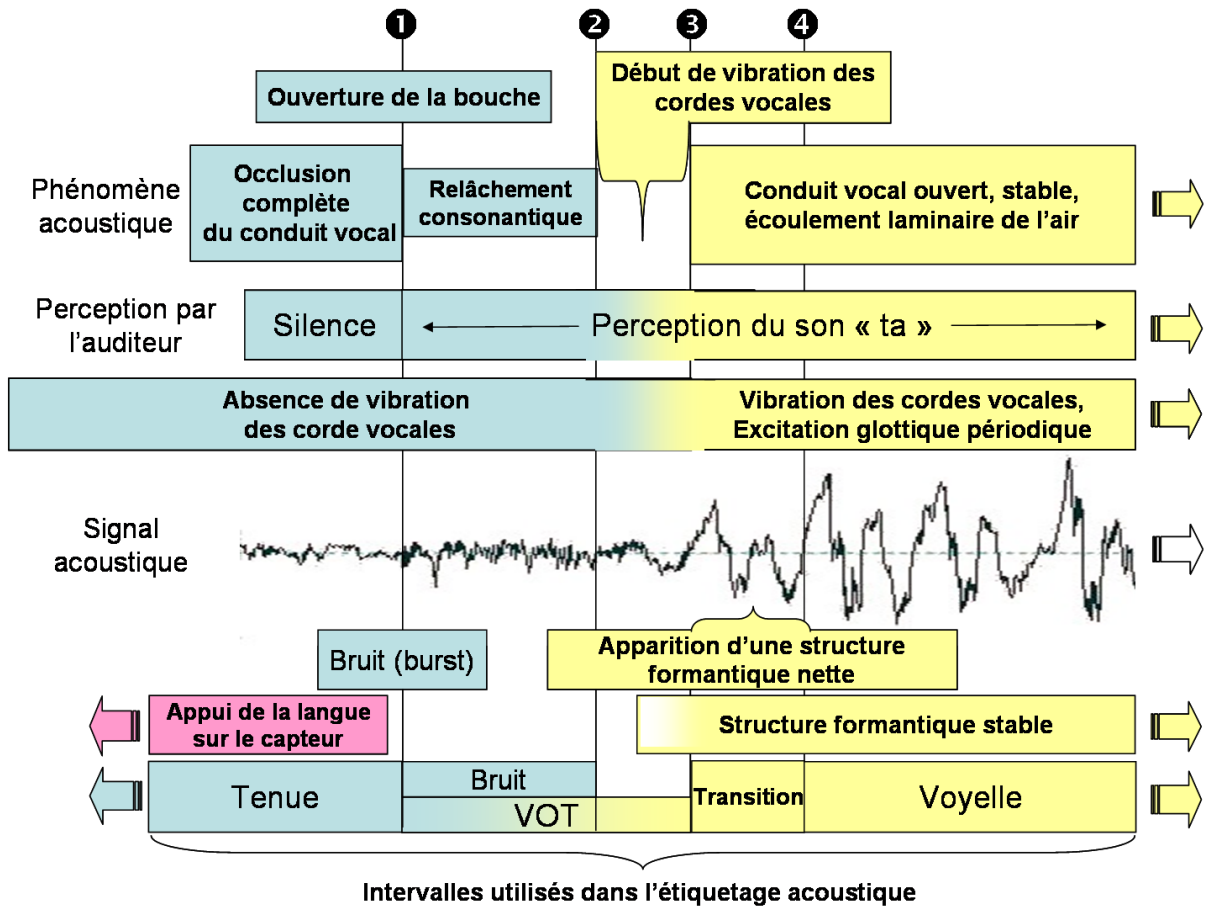 1 2 3 4
Ouverture de la bouche
Début de vibration des
cordes vocales
Phénomène
acoustique
Occlusion
complète
du conduit vocal
Relâchement
consonantique
Conduit vocal ouvert, stable,
écoulement laminaire de l'air
Perception par
l'auditeur
Silence
Perception du son « ta »
Absence de vibration
des corde vocales
Vibration des cordes vocales,
Excitation glottique périodique
Signal
acoustique
Bruit (burst)
Apparition d'une structure
formantique nette
Appui de la langue
sur le capteur
Structure formantique stable
Tenue
Bruit
VOT
Transition
Voyelle
Intervalles utilisés dans l'étiquetage acoustique